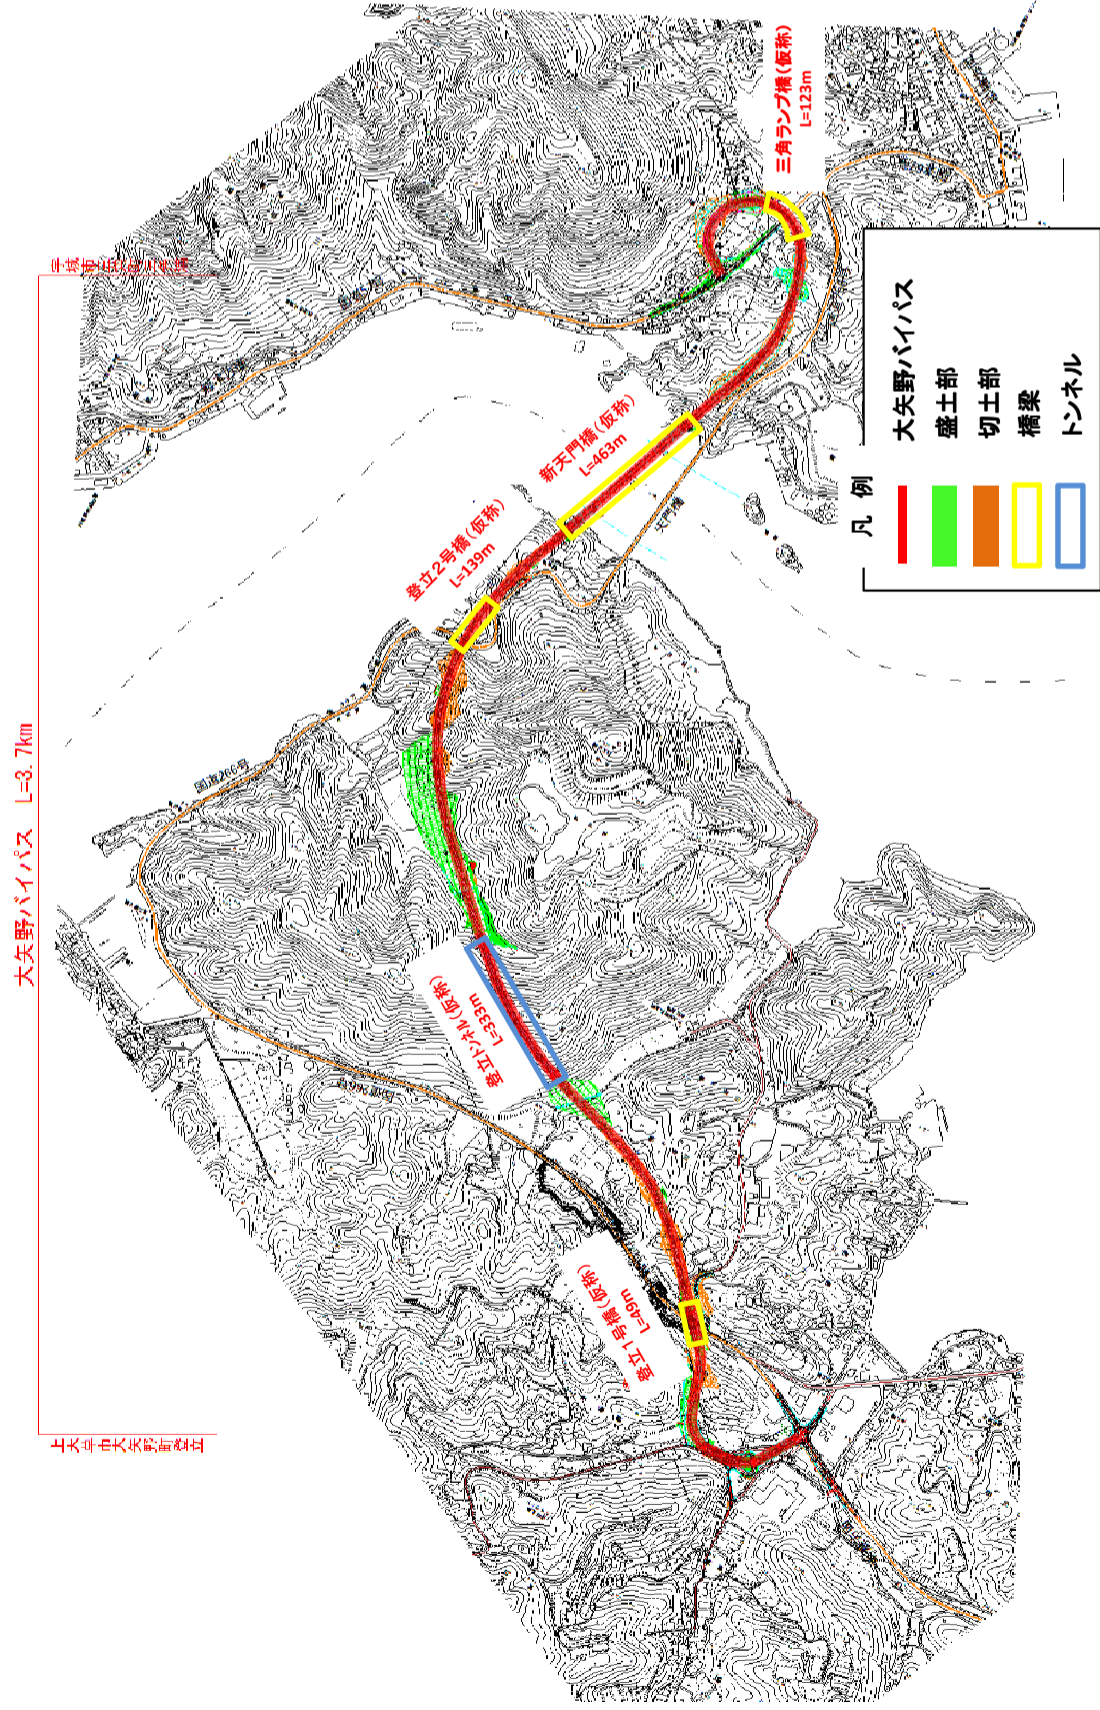 大矢野バイパス　L=3.7km
上天草市大矢野町登立
登立1号橋(仮称)
L=49m
登立トンネル(仮称)
L=333m
登立2号橋(仮称)
L=139m
新天門橋(仮称)
L=463m
三角ランプ橋(仮称)
L=123m
天門橋
国道266号
凡　例
大矢野バイパス
盛土部
切土部
橋梁
トンネル